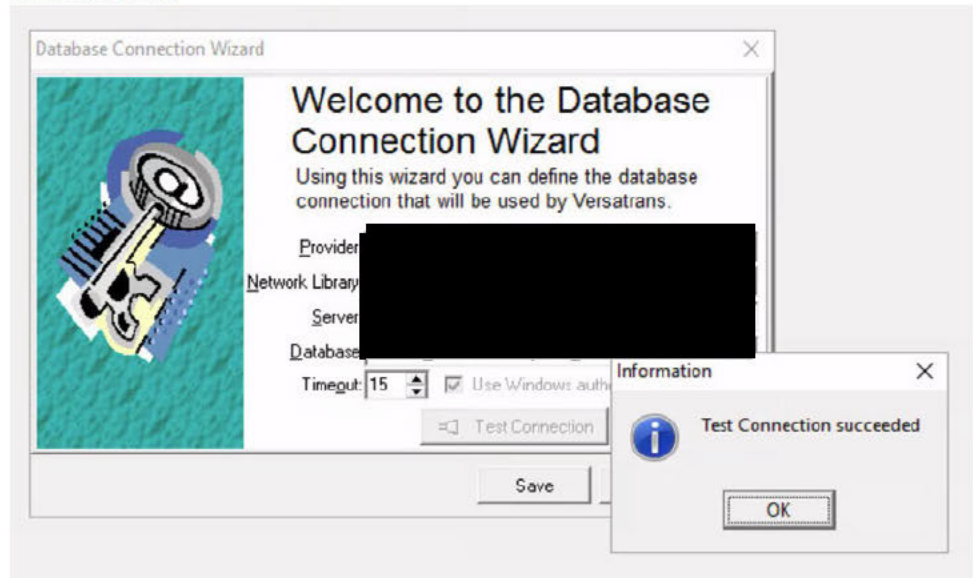 Database Connection Wizard
Welcome to the Database
Connection Wizard
Using this wizard you can define the database
connection that will be used by Versatrans.
Provider
Network Library
Server
Database
Timeout: 15 Use Windows auth
Test Connection
Save
Information
Test Connection succeeded
OK